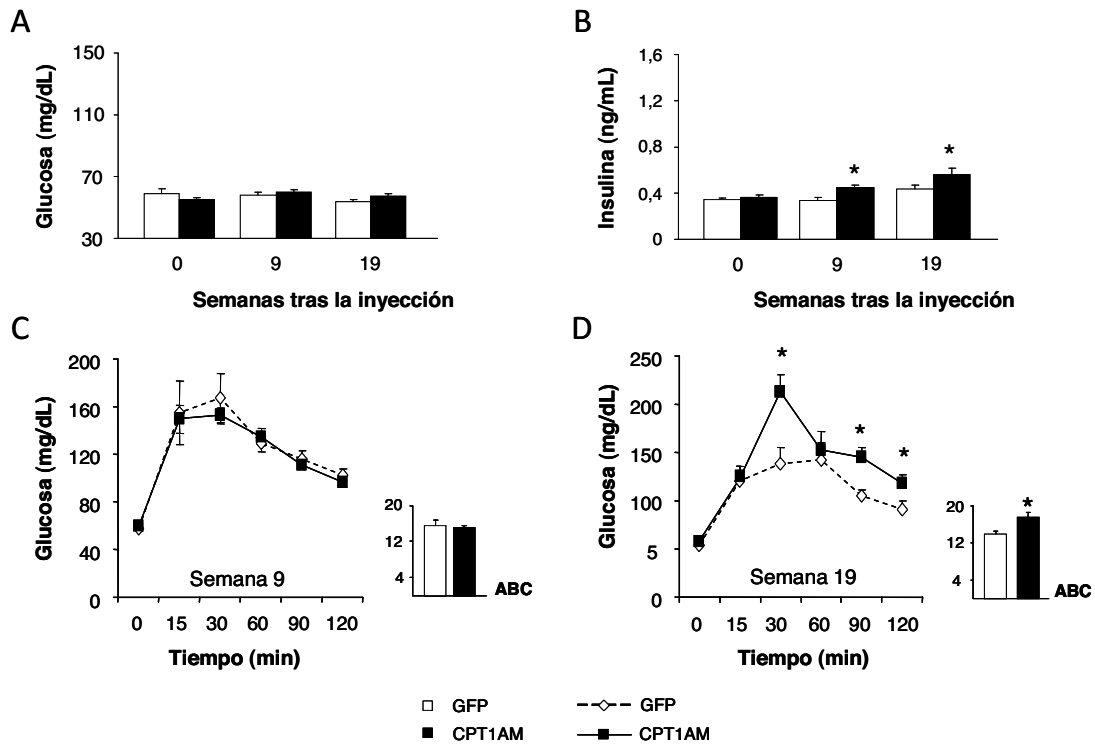 A
150
110
70
30
Glucosa (mg/dL)
0 9 19
Semanas tras la inyección
B
1,6
1,2
0,8
0,4
0
Insulina (ng/mL)
* *
0 9 19
Semanas tras la inyección
C
200
160
120
80
40
0
Glucosa (mg/dL)
Semana 9
0 15 30 60 90 120
Tiempo (min)
20
12
4
ABC
D
250
200
150
100
5
0
Glucosa (mg/dL)
* * *
Semana 19
0 15 30 60 90 120
Tiempo (min)
20
12
4
*
ABC
GFP GFP
CPT1AM CPT1AM